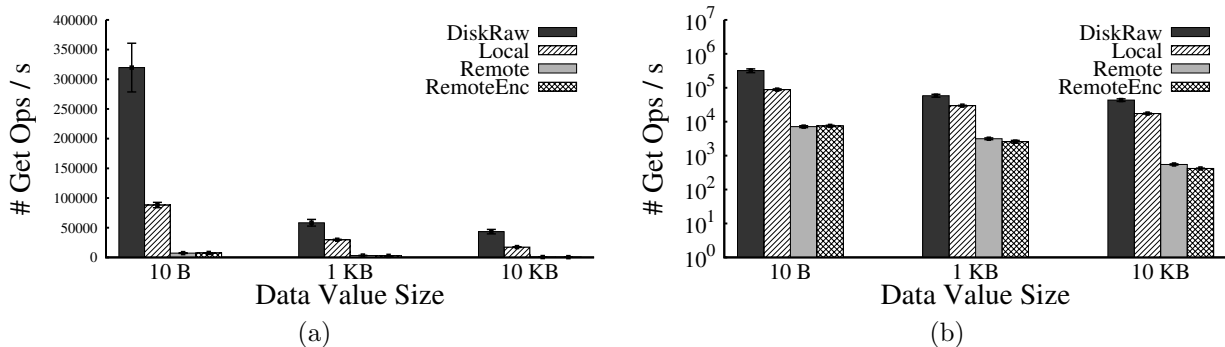 # Get Ops / s
400000
350000
300000
250000
200000
150000
100000
50000
0
DiskRaw
Local
Remote
RemoteEnc
10 B
1 KB
10 KB
Data Value Size
(a)
# Get Ops / s
10^7
10^6
10^5
10^4
10^3
10^2
10^1
10^0
DiskRaw
Local
Remote
RemoteEnc
10 B
1 KB
10 KB
Data Value Size
(b)